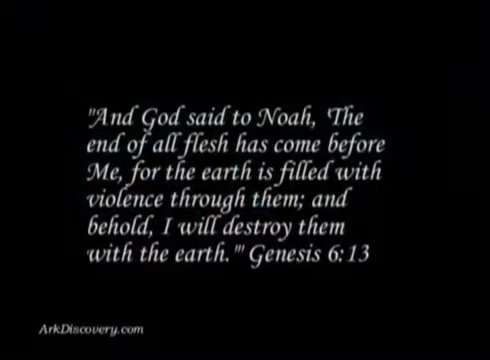 "And God said to Noah, 'The
end of all flesh has come before
Me, for the earth is filled with
violence through them; and
behold, I will destroy them
with the earth.'" Genesis 6:13
ArkDiscovery.com